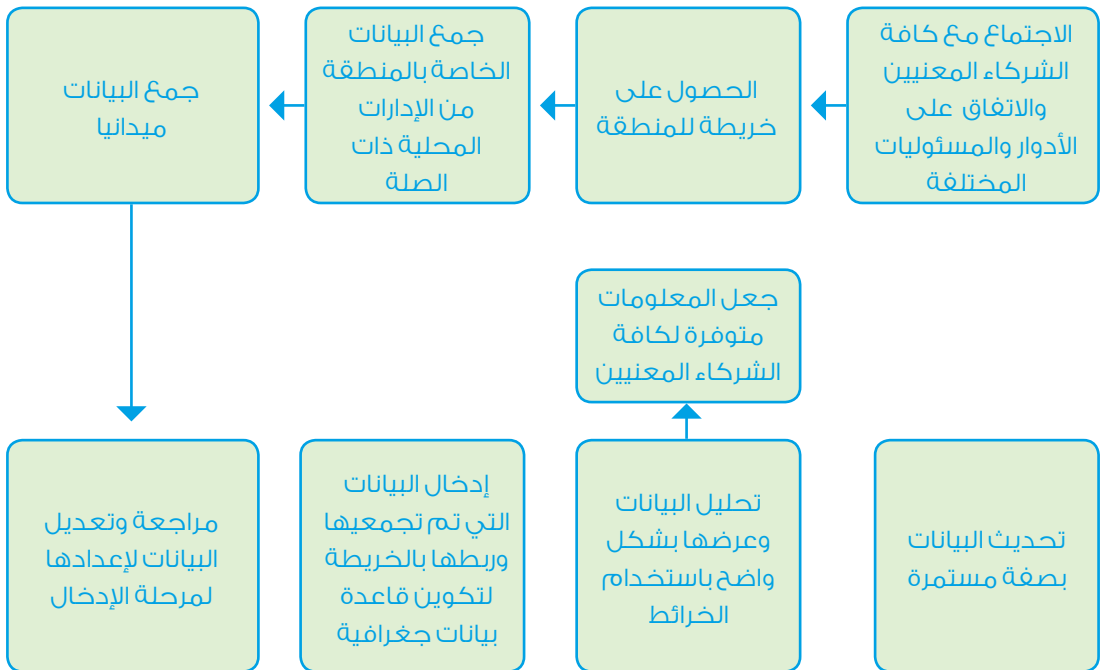 الاجتماع مع كافة
الشركاء المعنيين
والاتفاق على
الأدوار والمسئوليات
المختلفة
الحصول على
خريطة للمنطقة
جمع البيانات
الخاصة بالمنطقة
من الإدارات
المحلية ذات
الصلة
جمع البيانات
ميدانيا
مراجعة وتعديل
البيانات لإعدادها
لمرحلة الإدخال
إدخال البيانات
التي تم تجمعيها
وربطها بالخريطة
لتكوين قاعدة
بيانات جغرافية
تحليل البيانات
وعرضها بشكل
واضح باستخدام
الخرائط
جعل المعلومات
متوفرة لكافة
الشركاء المعنيين
تحديث البيانات
بصفة مستمرة